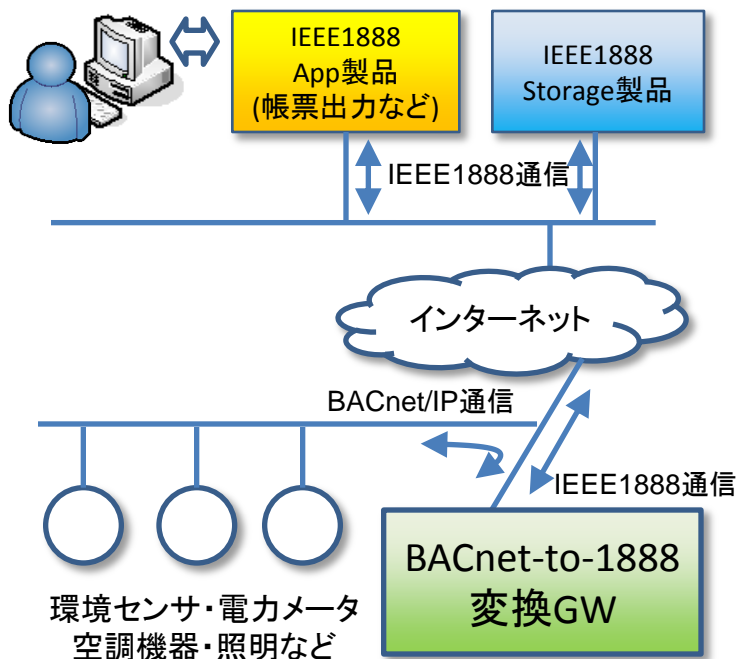 IEEE1888
App製品
(帳票出力など)
IEEE1888
Storage製品
IEEE1888通信
インターネット
BACnet/IP通信
IEEE1888通信
BACnet-to-1888
変換GW
環境センサ・電力メータ
空調機器・照明など